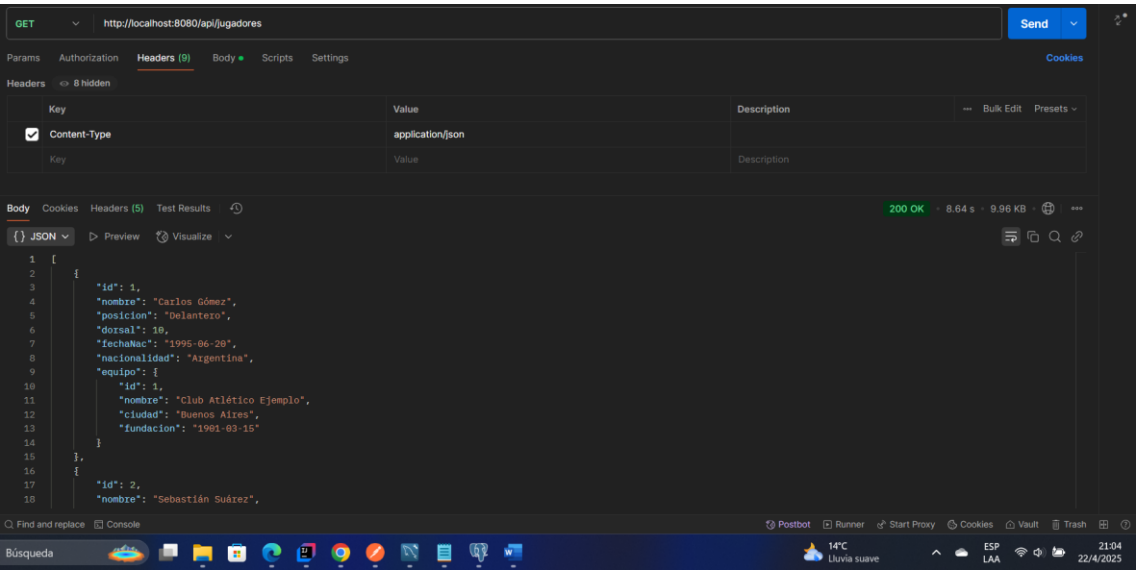 GET http://localhost:8080/api/jugadores Send
Params Authorization Headers (9) Body Scripts Settings Cookies
Headers 8 hidden
Key Value Description Bulk Edit Presets
Content-Type application/json
Key Value Description
Body Cookies Headers (5) Test Results 200 OK 8.64 s 9.96 KB
{} JSON Preview Visualize
1 [
2 {
3 "id": 1,
4 "nombre": "Carlos Gómez",
5 "posicion": "Delantero",
6 "dorsal": 10,
7 "fechaNac": "1995-06-20",
8 "nacionalidad": "Argentina",
9 "equipo": {
10 "id": 1,
11 "nombre": "Club Atlético Ejemplo",
12 "ciudad": "Buenos Aires",
13 "fundacion": "1901-03-15"
14 }
15 },
16 {
17 "id": 2,
18 "nombre": "Sebastián Suárez",
Find and replace Console Postbot Runner Start Proxy Cookies Vault Trash
Búsqueda 14°C ESP 21:04
Lluvia suave LAA 22/4/2025